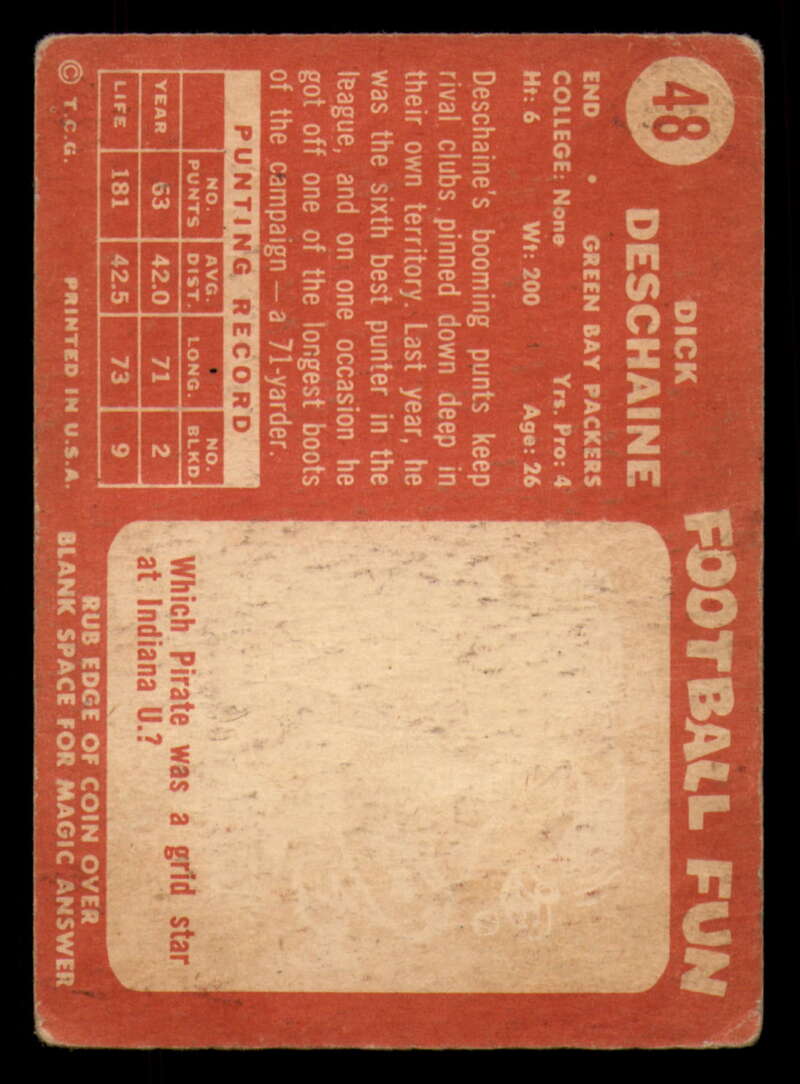 48
DICK
DESCHAINE
END • GREEN BAY PACKERS
COLLEGE: None Yrs. Pro: 4
Ht: 6 Wt: 200 Age: 26
Deschaine's booming punts keep
rival clubs pinned down deep in
their own territory. Last year, he
was the sixth best punter in the
league, and on one occasion he
got off one of the longest boots
of the campaign — a 71-yarder.
PUNTING RECORD
NO. PUNTS AVG. DIST. LONG. NO. BLKD.
YEAR 63 42.0 71 2
LIFE 181 42.5 73 9
© T.C.G. PRINTED IN U.S.A.
FOOTBALL FUN
Which Pirate was a grid star
at Indiana U.?
RUB EDGE OF COIN OVER
BLANK SPACE FOR MAGIC ANSWER